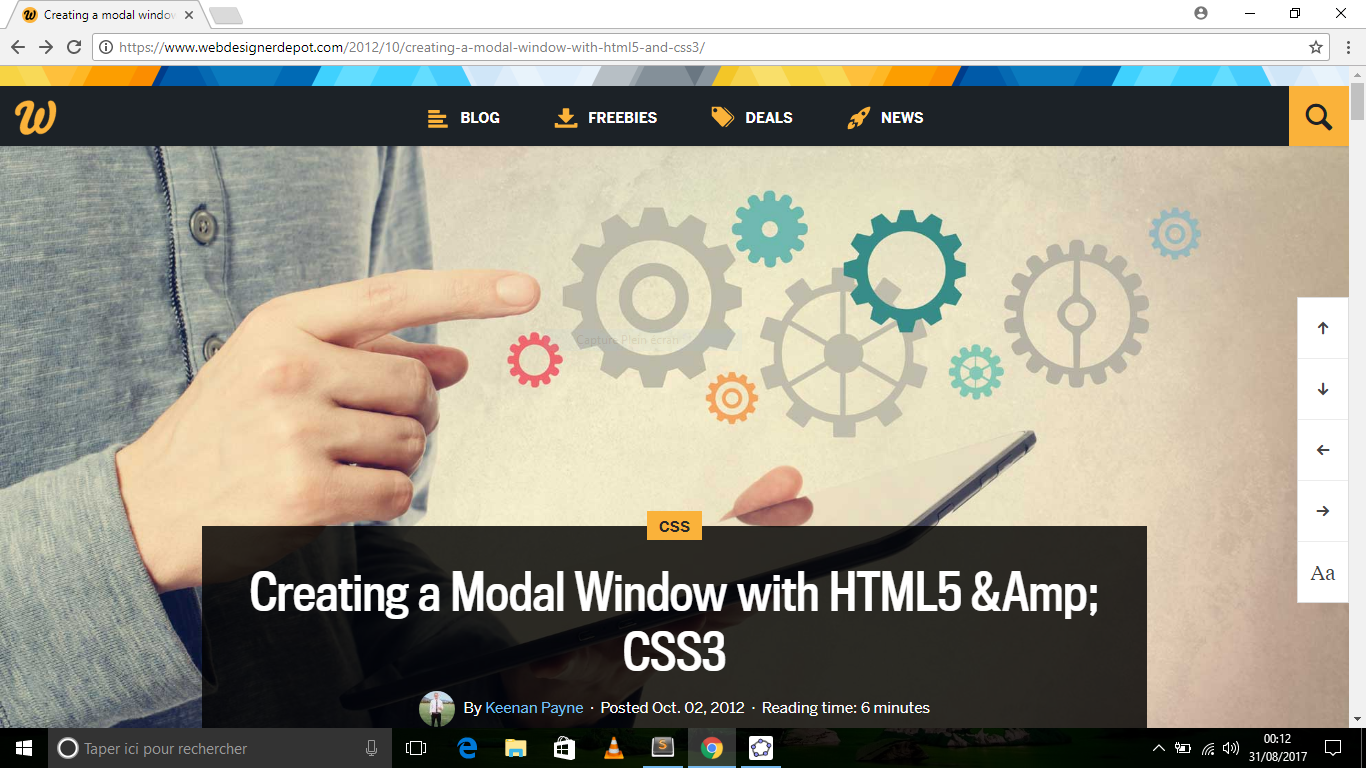 Creating a modal window
https://www.webdesignerdepot.com/2012/10/creating-a-modal-window-with-html5-and-css3/
W
BLOG
FREEBIES
DEALS
NEWS
Capture Plein écran
CSS
Creating a Modal Window with HTML5 &Amp;
CSS3
By Keenan Payne · Posted Oct. 02, 2012 · Reading time: 6 minutes
Aa
Taper ici pour rechercher
00:12
31/08/2017